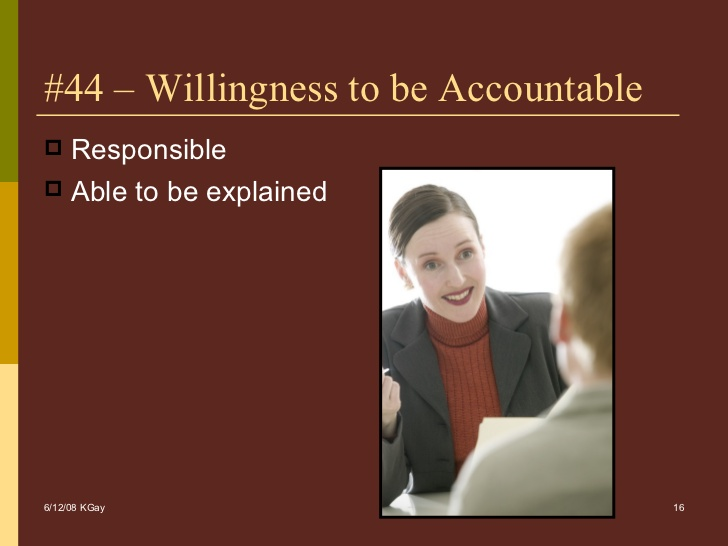 #44 – Willingness to be Accountable
Responsible
Able to be explained
6/12/08 KGay
16